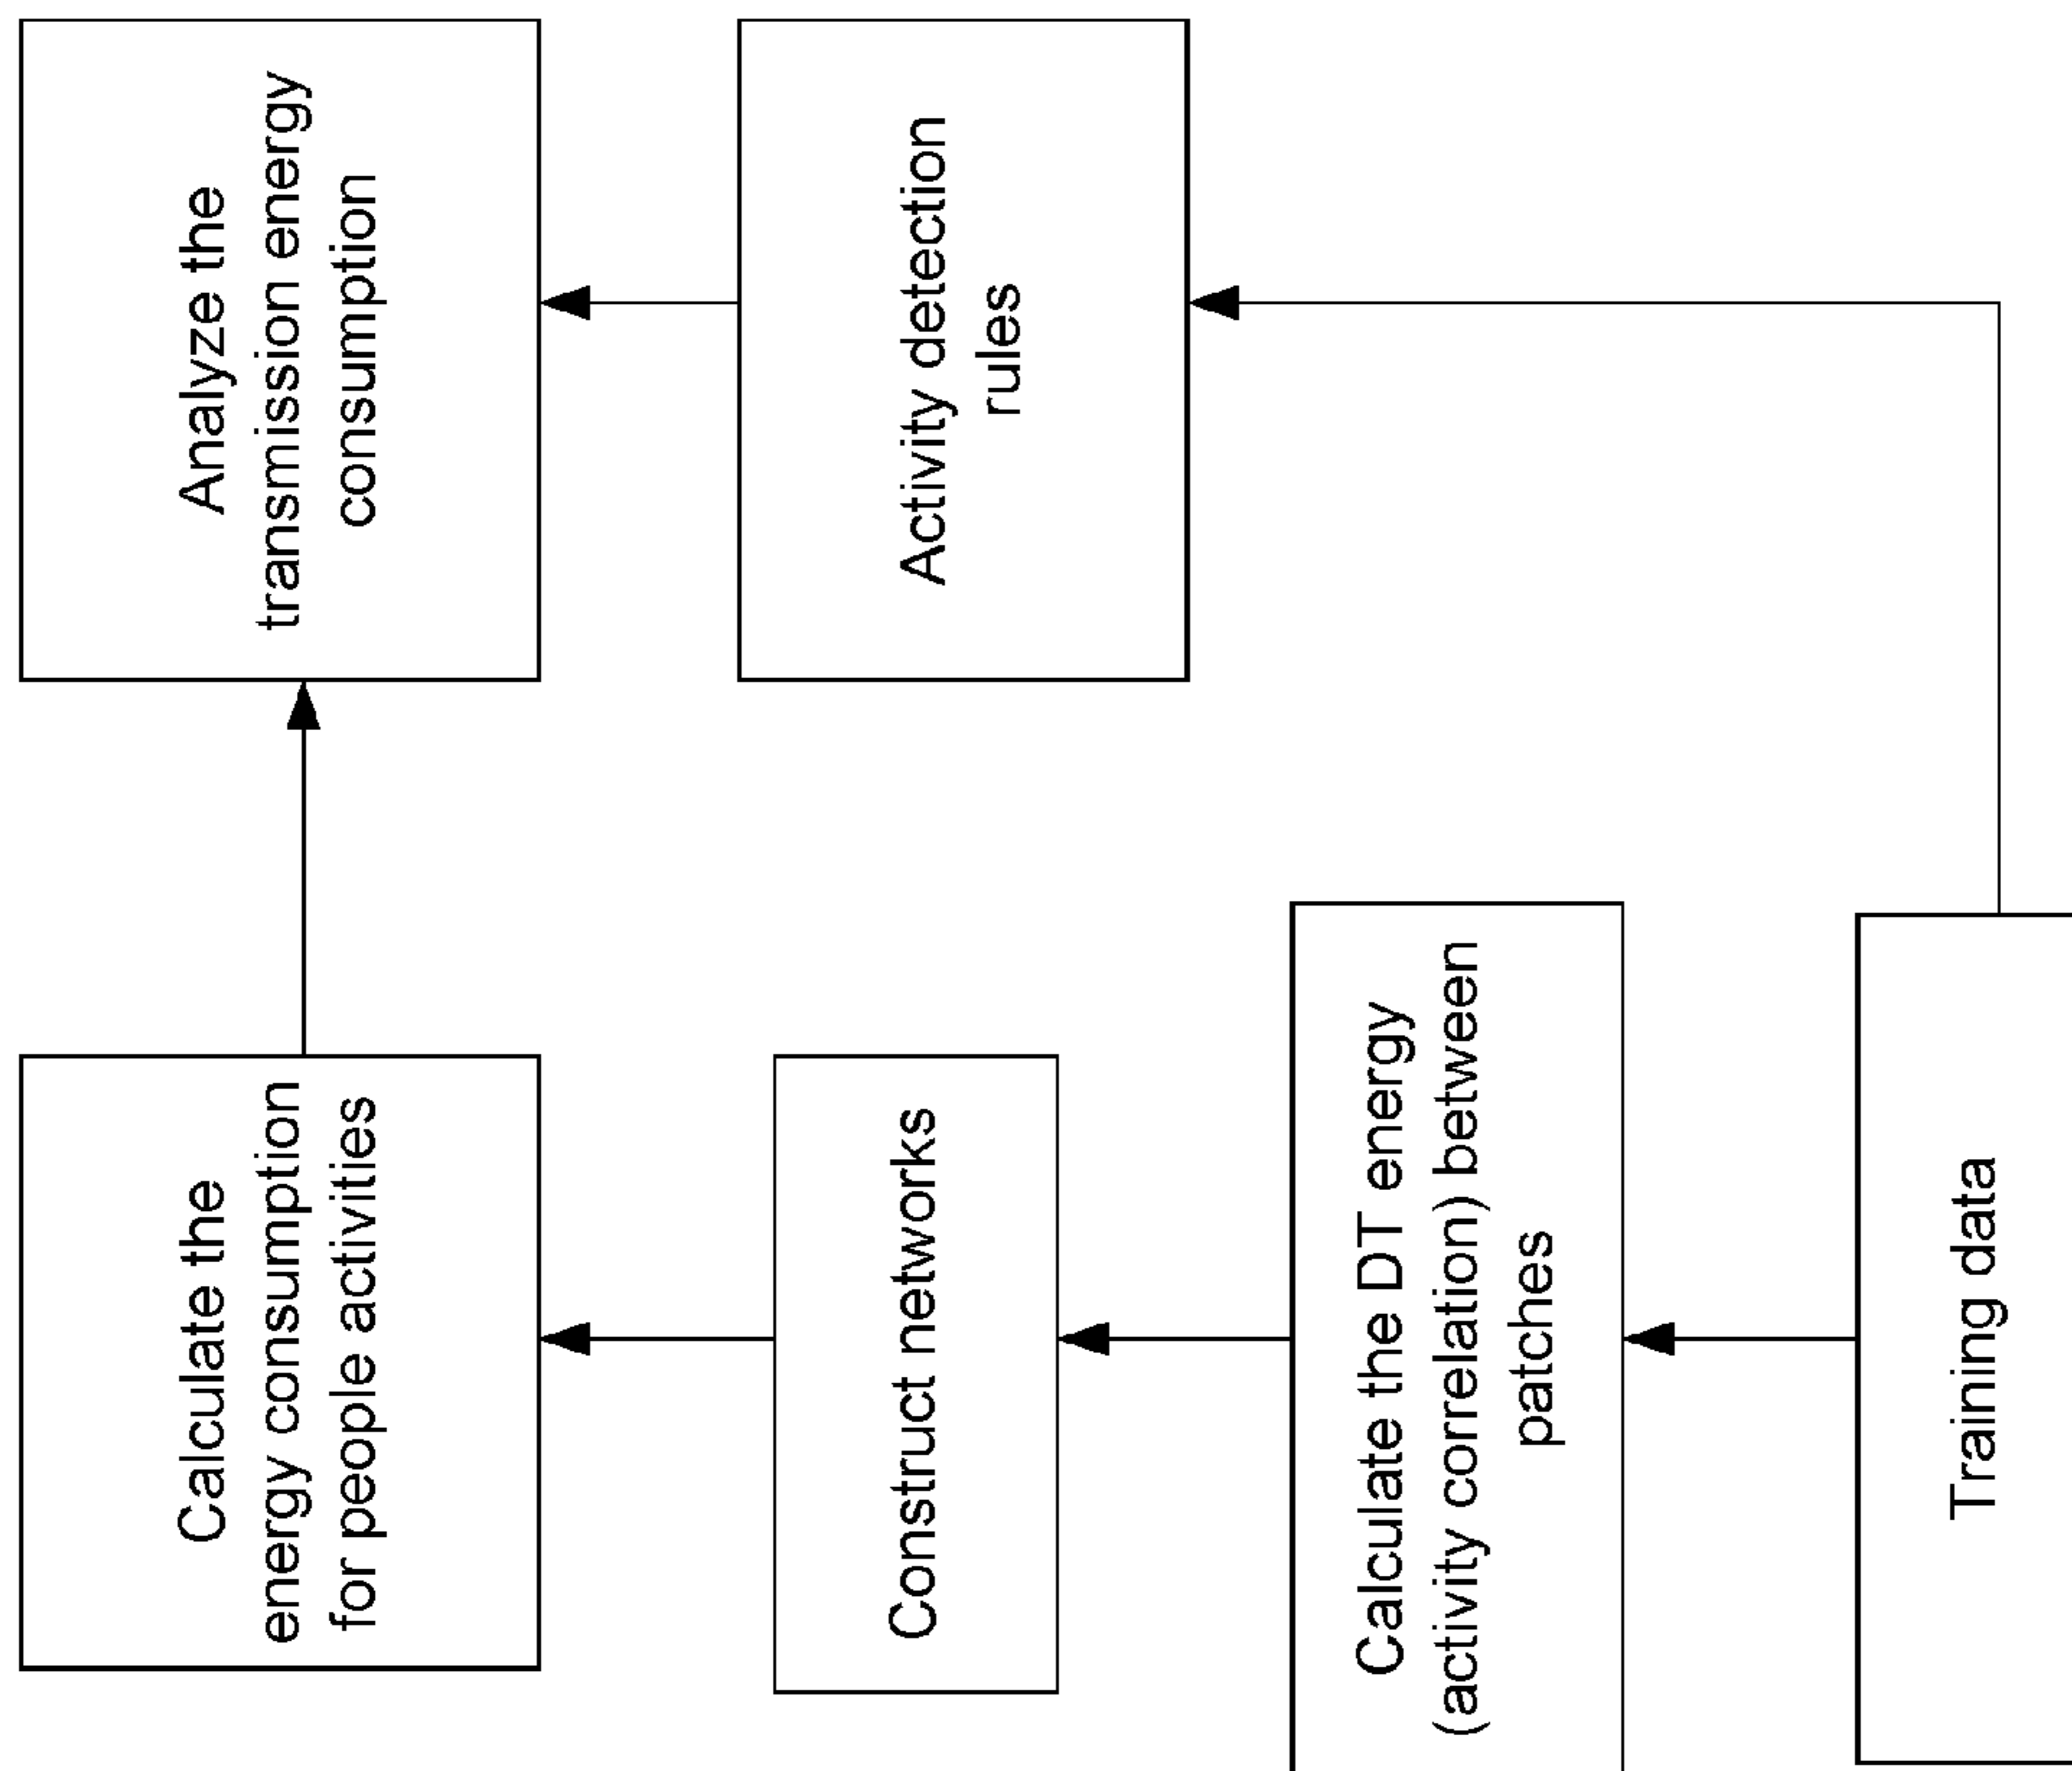 Training data
Calculate the DT energy
(activity correlation) between
patches
Construct networks
Calculate the
energy consumption
for people activities
Activity detection
rules
Analyze the
transmission energy
consumption